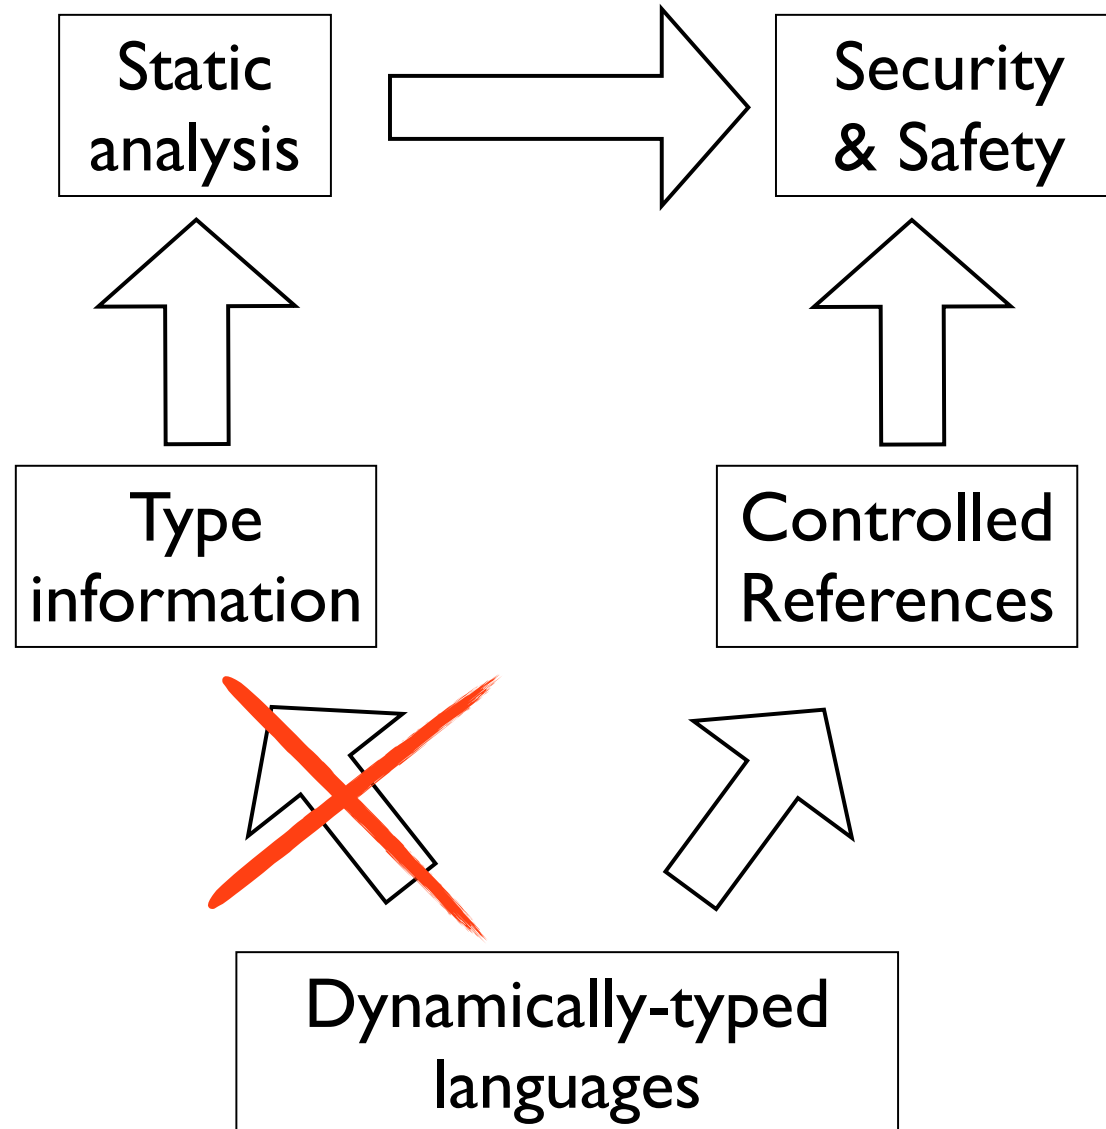 Static
analysis
Security
& Safety
Type
information
Controlled
References
Dynamically-typed
languages